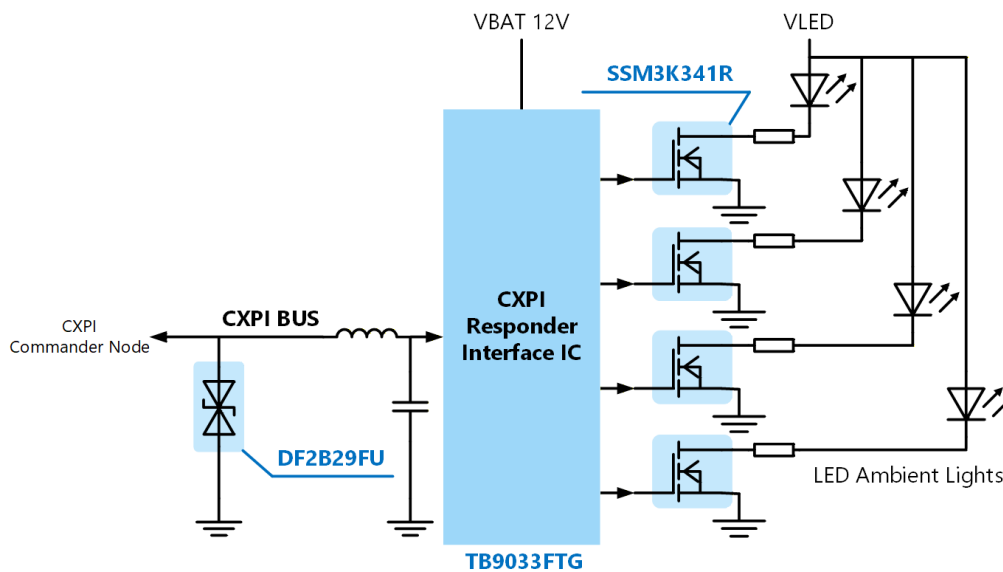 VBAT 12V
VLED
SSM3K341R
CXPI BUS
CXPI
Commander Node
CXPI
Responder
Interface IC
DF2B29FU
LED Ambient Lights
TB9033FTG